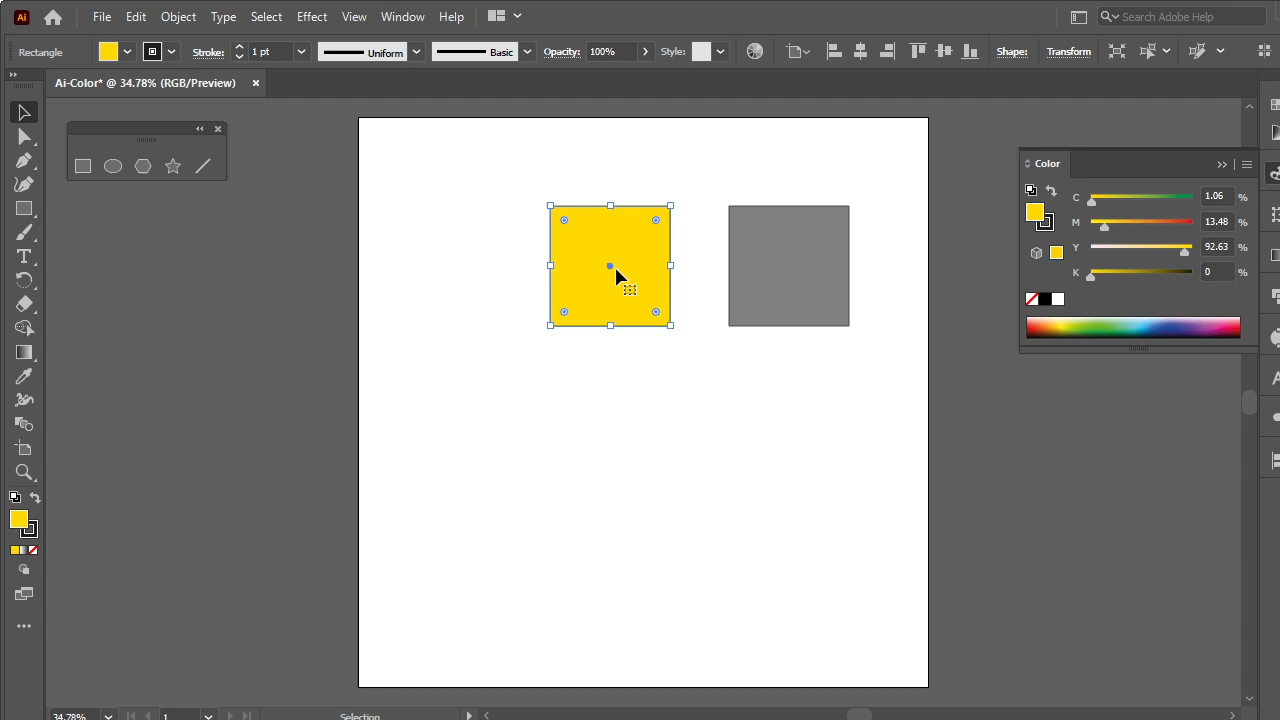 Ai File Edit Object Type Select Effect View Window Help Search Adobe Help
Rectangle Stroke: 1 pt Uniform Basic Opacity: 100% Style: Shape: Transform
Ai-Color* @ 34.78% (RGB/Preview) ×
Color
C 1.06 %
M 13.48 %
Y 92.63 %
K 0 %
T
34.78% 1 Selection